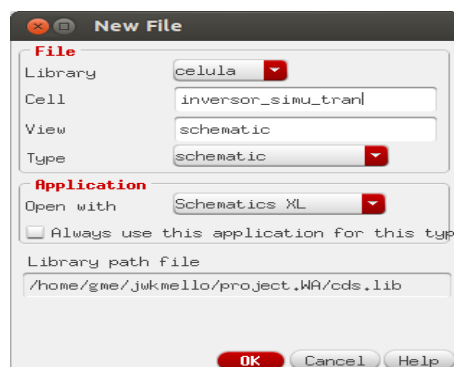 New File
File
Library celula
Cell inversor_simu_tran
View schematic
Type schematic
Application
Open with Schematics XL
Always use this application for this typ
Library path file
/home/gme/jwkmello/project.WA/cds.lib
OK Cancel Help